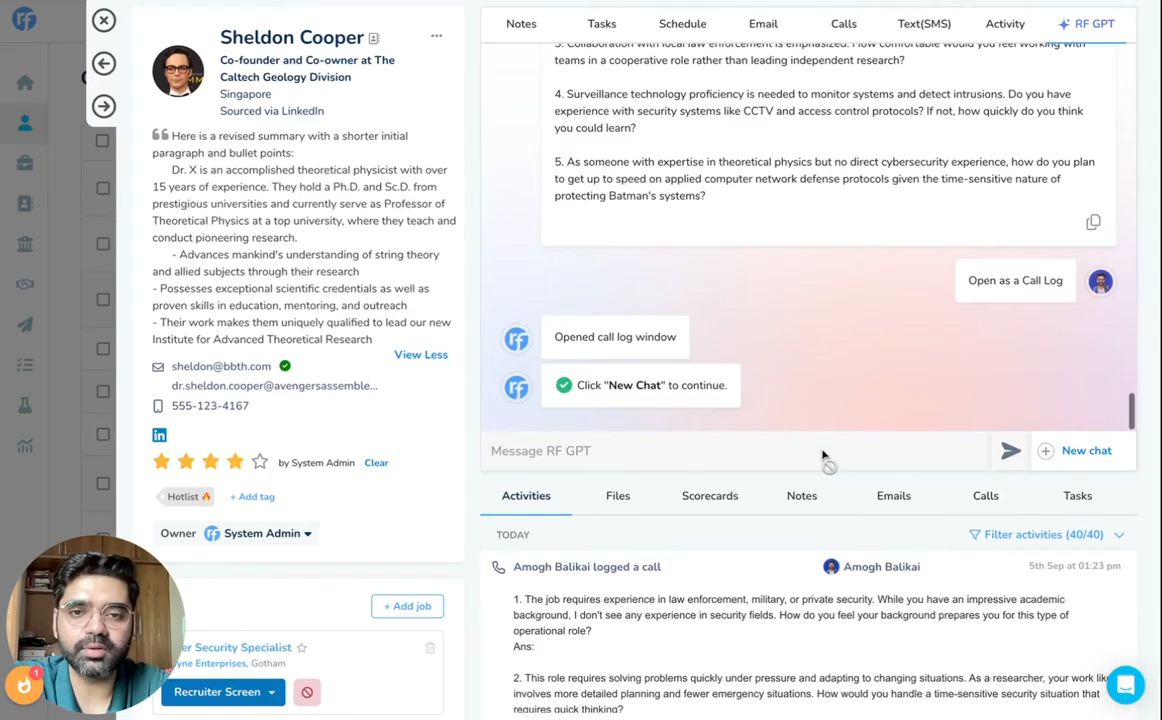 Sheldon Cooper
Co-founder and Co-owner at The
Caltech Geology Division
Singapore
Sourced via LinkedIn
Here is a revised summary with a shorter initial
paragraph and bullet points:
Dr. X is an accomplished theoretical physicist with over
15 years of experience. They hold a Ph.D. and Sc.D. from
prestigious universities and currently serve as Professor of
Theoretical Physics at a top university, where they teach and
conduct pioneering research.
- Advances mankind's understanding of string theory
and allied subjects through their research
- Possesses exceptional scientific credentials as well as
proven skills in education, mentoring, and outreach
- Their work makes them uniquely qualified to lead our new
Institute for Advanced Theoretical Research
View Less
sheldon@bbth.com
dr.sheldon.cooper@avengersassemble...
555-123-4167
in
by System Admin Clear
Hotlist + Add tag
Owner System Admin
+ Add job
er Security Specialist
yne Enterprises, Gotham
Recruiter Screen
1
Notes Tasks Schedule Email Calls Text(SMS) Activity RF GPT
3. Collaboration with local law enforcement is emphasized. How comfortable would you feel working with
teams in a cooperative role rather than leading independent research?
4. Surveillance technology proficiency is needed to monitor systems and detect intrusions. Do you have
experience with security systems like CCTV and access control protocols? If not, how quickly do you think
you could learn?
5. As someone with expertise in theoretical physics but no direct cybersecurity experience, how do you plan
to get up to speed on applied computer network defense protocols given the time-sensitive nature of
protecting Batman's systems?
Open as a Call Log
Opened call log window
Click "New Chat" to continue.
Message RF GPT
New chat
Activities Files Scorecards Notes Emails Calls Tasks
TODAY
Filter activities (40/40)
Amogh Balikai logged a call Amogh Balikai 5th Sep at 01:23 pm
1. The job requires experience in law enforcement, military, or private security. While you have an impressive academic
background, I don't see any experience in security fields. How do you feel your background prepares you for this type of
operational role?
Ans:
2. This role requires solving problems quickly under pressure and adapting to changing situations. As a researcher, your work
involves more detailed planning and fewer emergency situations. How would you handle a time-sensitive security situation that
requires quick thinking?